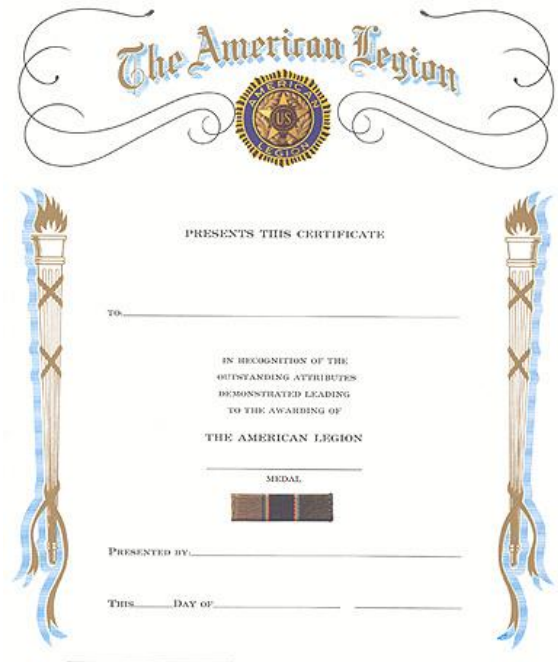 The American Legion
AMERICAN
US
LEGION
PRESENTS THIS CERTIFICATE
TO:
IN RECOGNITION OF THE
OUTSTANDING ATTRIBUTES
DEMONSTRATED LEADING
TO THE AWARDING OF
THE AMERICAN LEGION
MEDAL
PRESENTED BY:
THIS DAY OF